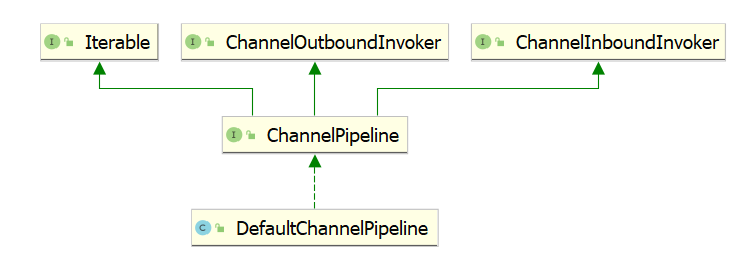 I Iterable
I ChannelOutboundInvoker
I ChannelInboundInvoker
I ChannelPipeline
C DefaultChannelPipeline